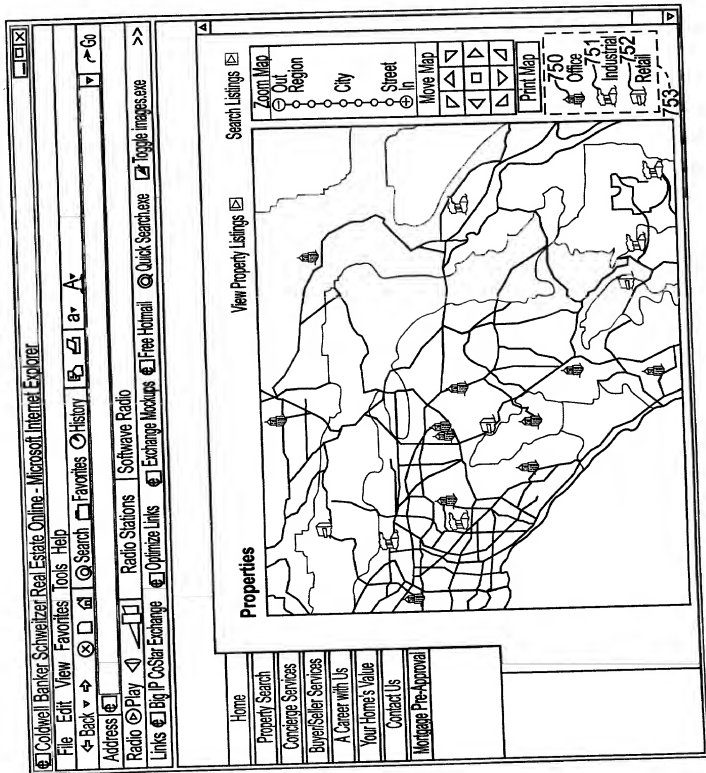 Coldwell Banker Schweitzer Real Estate Online - Microsoft Internet Explorer
File Edit View Favorites Tools Help
Back Search Favorites History
Address Go
Radio Play Radio Stations Softwave Radio
Links Big IP CoStar Exchange Optimize Links Exchange Mockups Free Hotmail Quick Search.exe Toggle images.exe >>
Home
Property Search
Concierge Services
Buyer/Seller Services
A Career with Us
Your Home's Value
Contact Us
Mortgage Pre-Approval
View Property Listings Search Listings
Properties
Zoom Map
Out
Region
City
Street
In
Move Map
Print Map
750
Office
751
Industrial
752
Retail
753